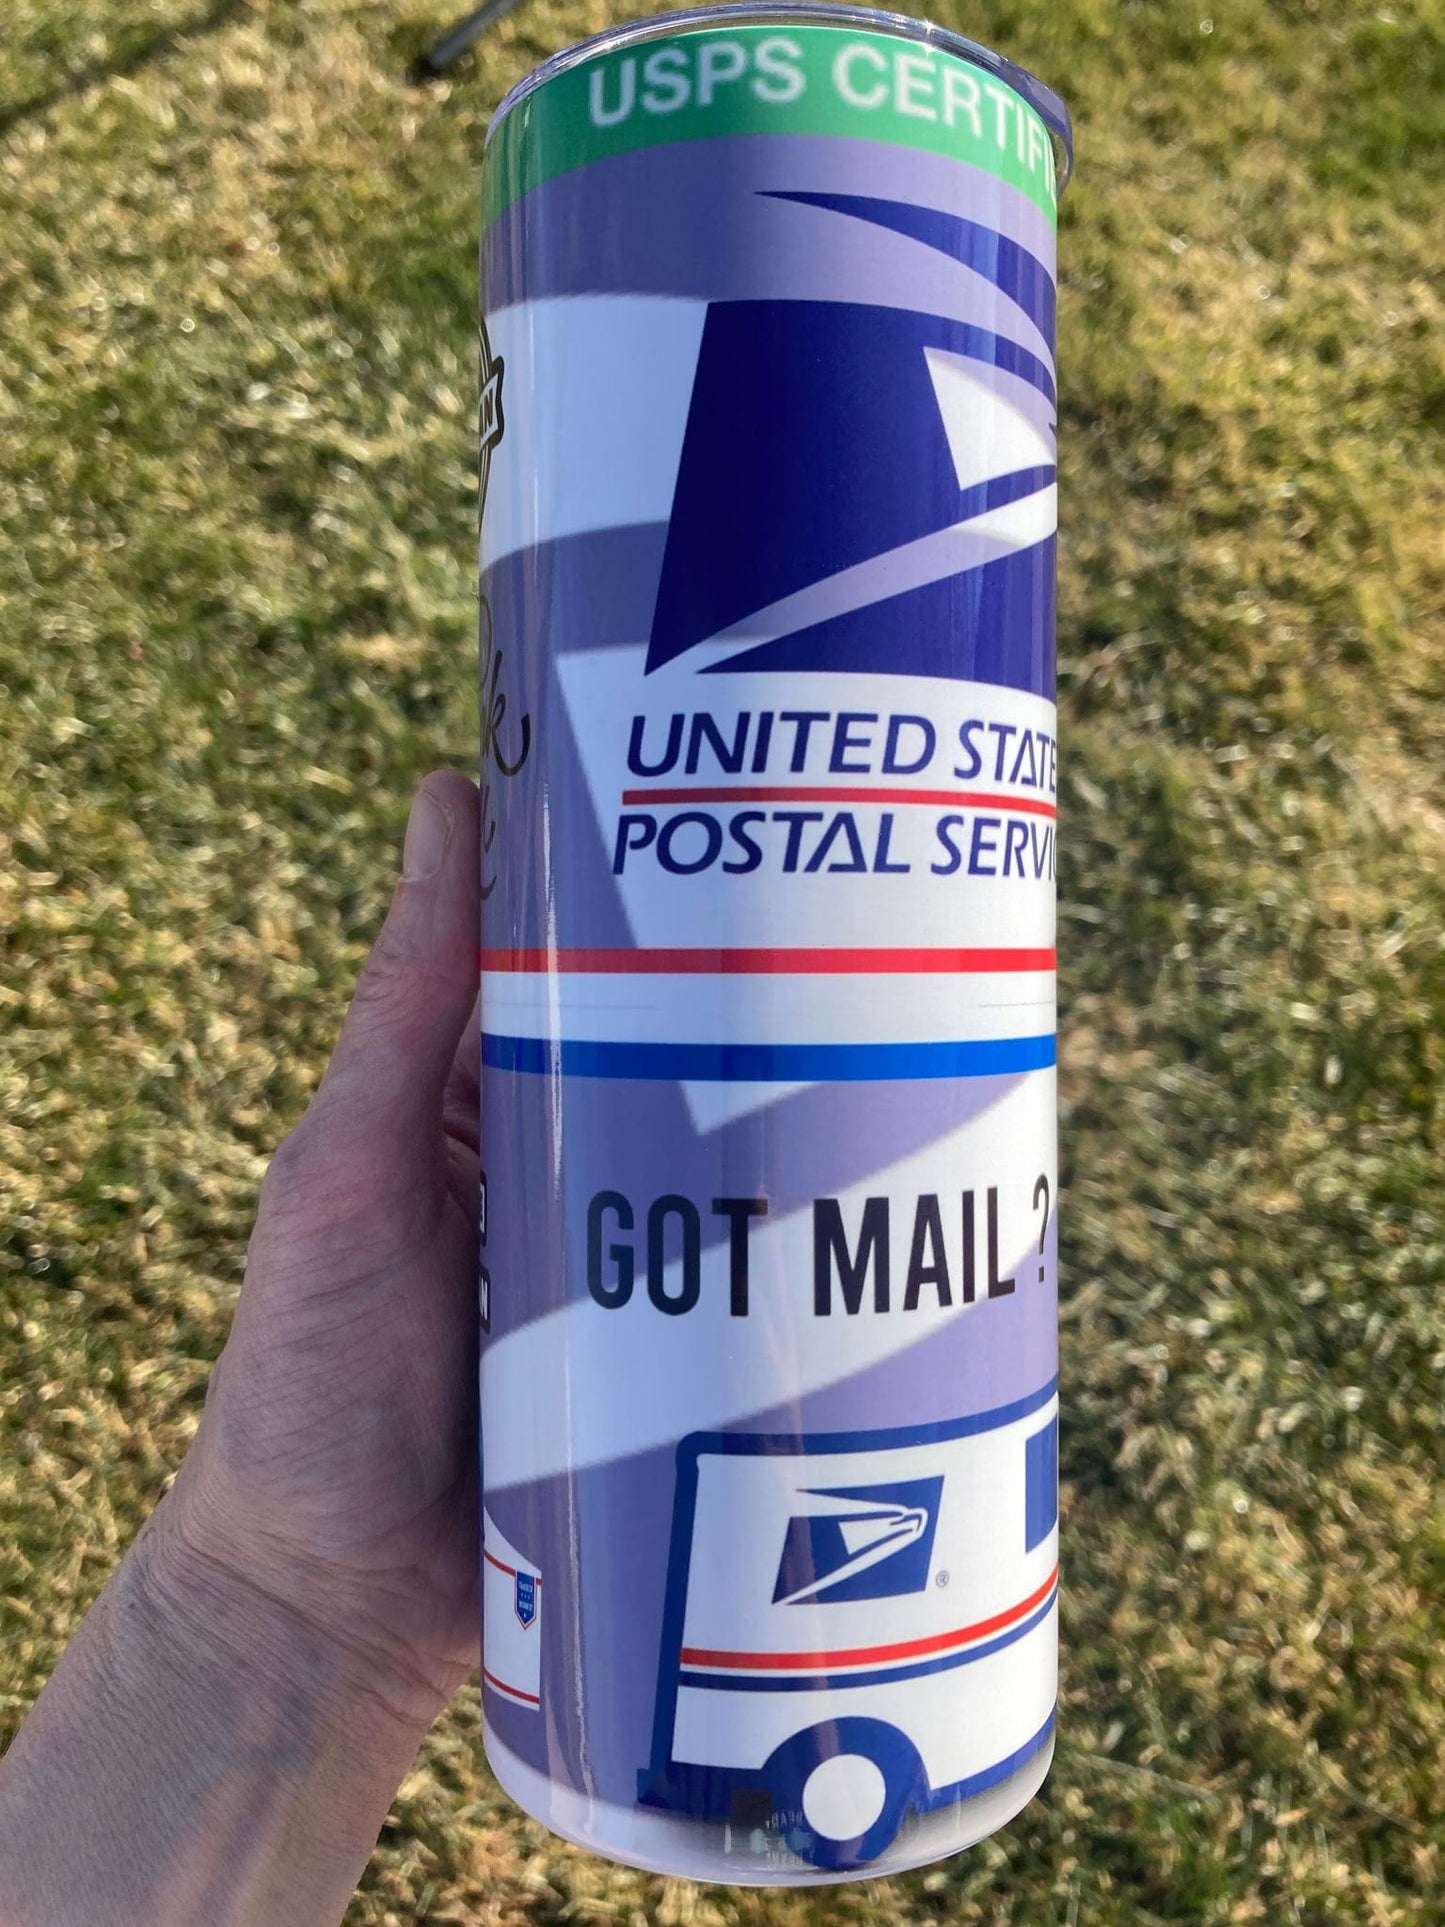 USPS CERTIFI
UNITED STATE
POSTAL SERVIC
GOT MAIL ?
®